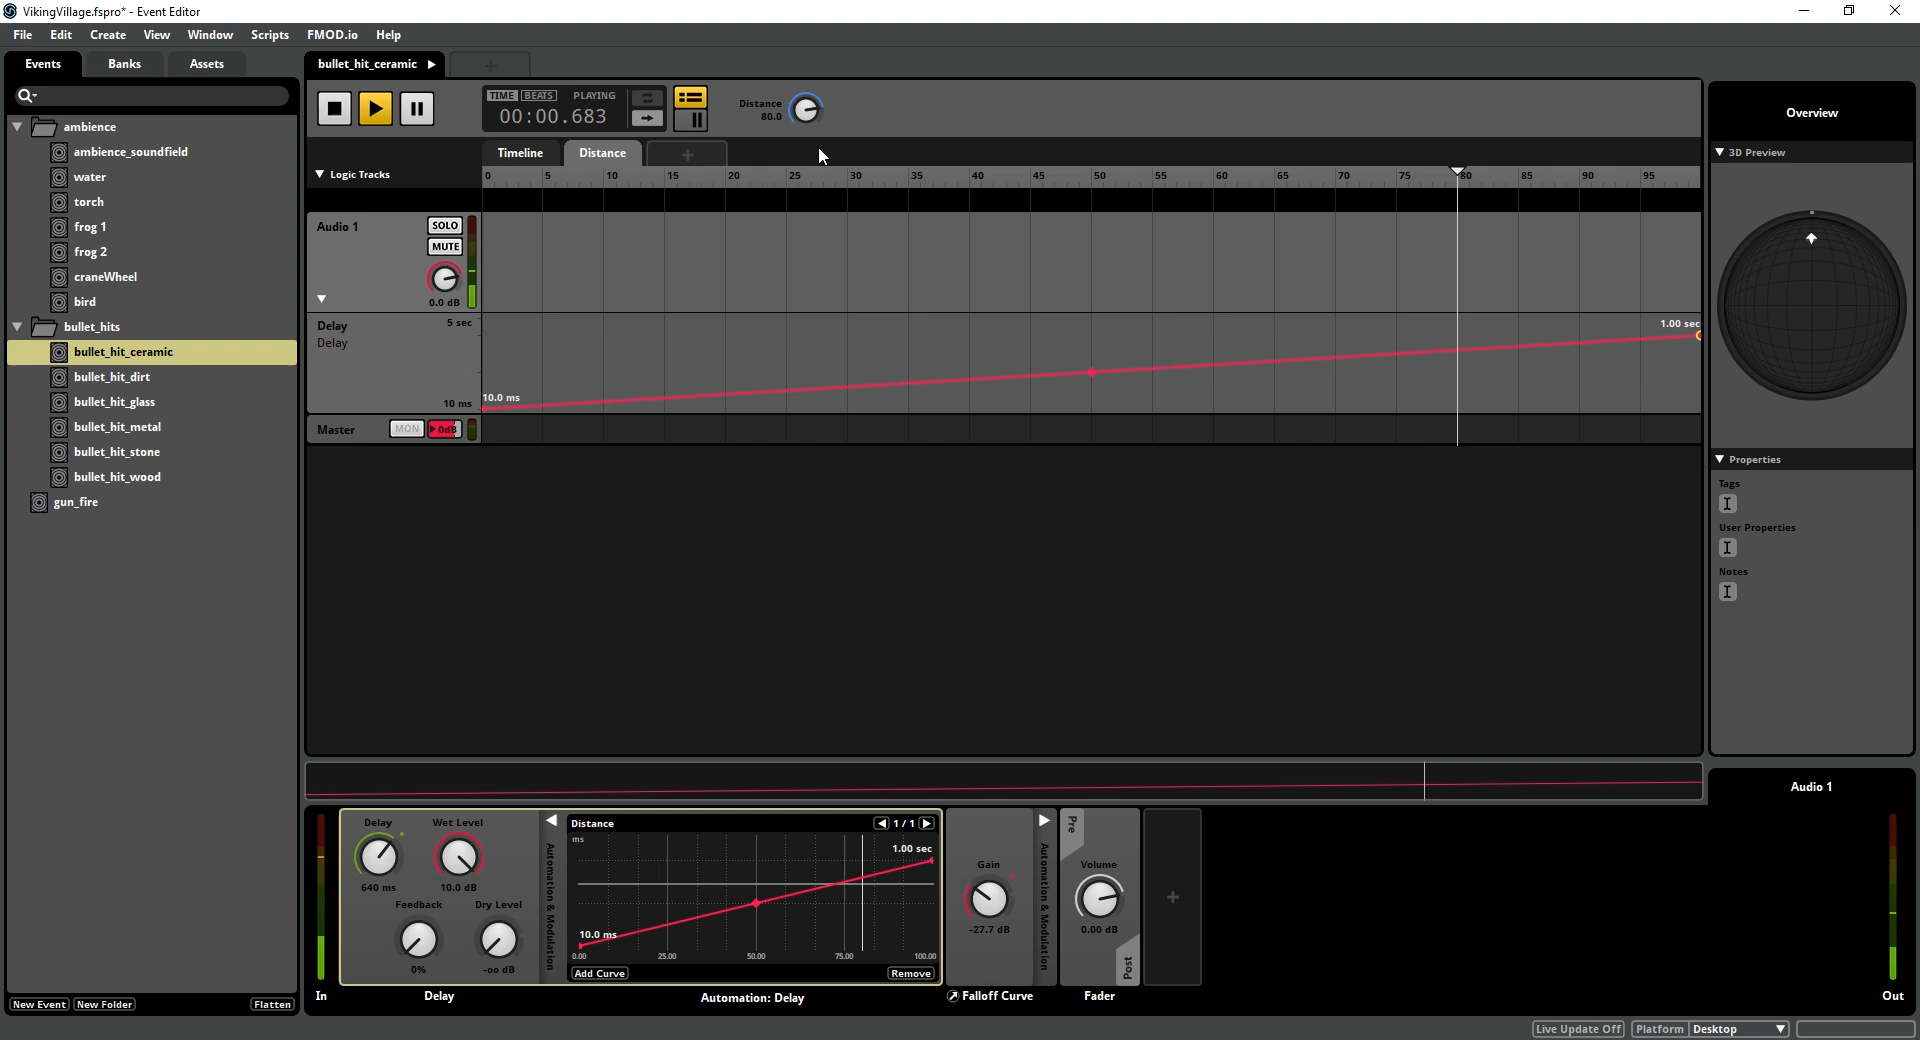 VikingVillage.fspro* - Event Editor
File Edit Create View Window Scripts FMOD.io Help
Events Banks Assets
bullet_hit_ceramic
ambience
ambience_soundfield
water
torch
frog 1
frog 2
craneWheel
bird
bullet_hits
bullet_hit_ceramic
bullet_hit_dirt
bullet_hit_glass
bullet_hit_metal
bullet_hit_stone
bullet_hit_wood
gun_fire
New Event New Folder Flatten
TIME BEATS PLAYING
00:00.683
Distance
80.0
Timeline Distance
Logic Tracks
0 5 10 15 20 25 30 35 40 45 50 55 60 65 70 75 80 85 90 95
Audio 1
SOLO
MUTE
0.0 dB
Delay 5 sec
Delay
10 ms
10.0 ms
1.00 sec
Master MON 0dB
Overview
3D Preview
Properties
Tags
User Properties
Notes
Delay Wet Level
640 ms 10.0 dB
Feedback Dry Level
0% -oo dB
Delay
Automation & Modulation
Distance 1 / 1
ms
1.00 sec
10.0 ms
0.00 25.00 50.00 75.00 100.00
Add Curve Remove
Automation: Delay
Gain
-27.7 dB
Falloff Curve
Automation & Modulation
Pre
Volume
0.00 dB
Post
Fader
In
Audio 1
Out
Live Update Off Platform Desktop